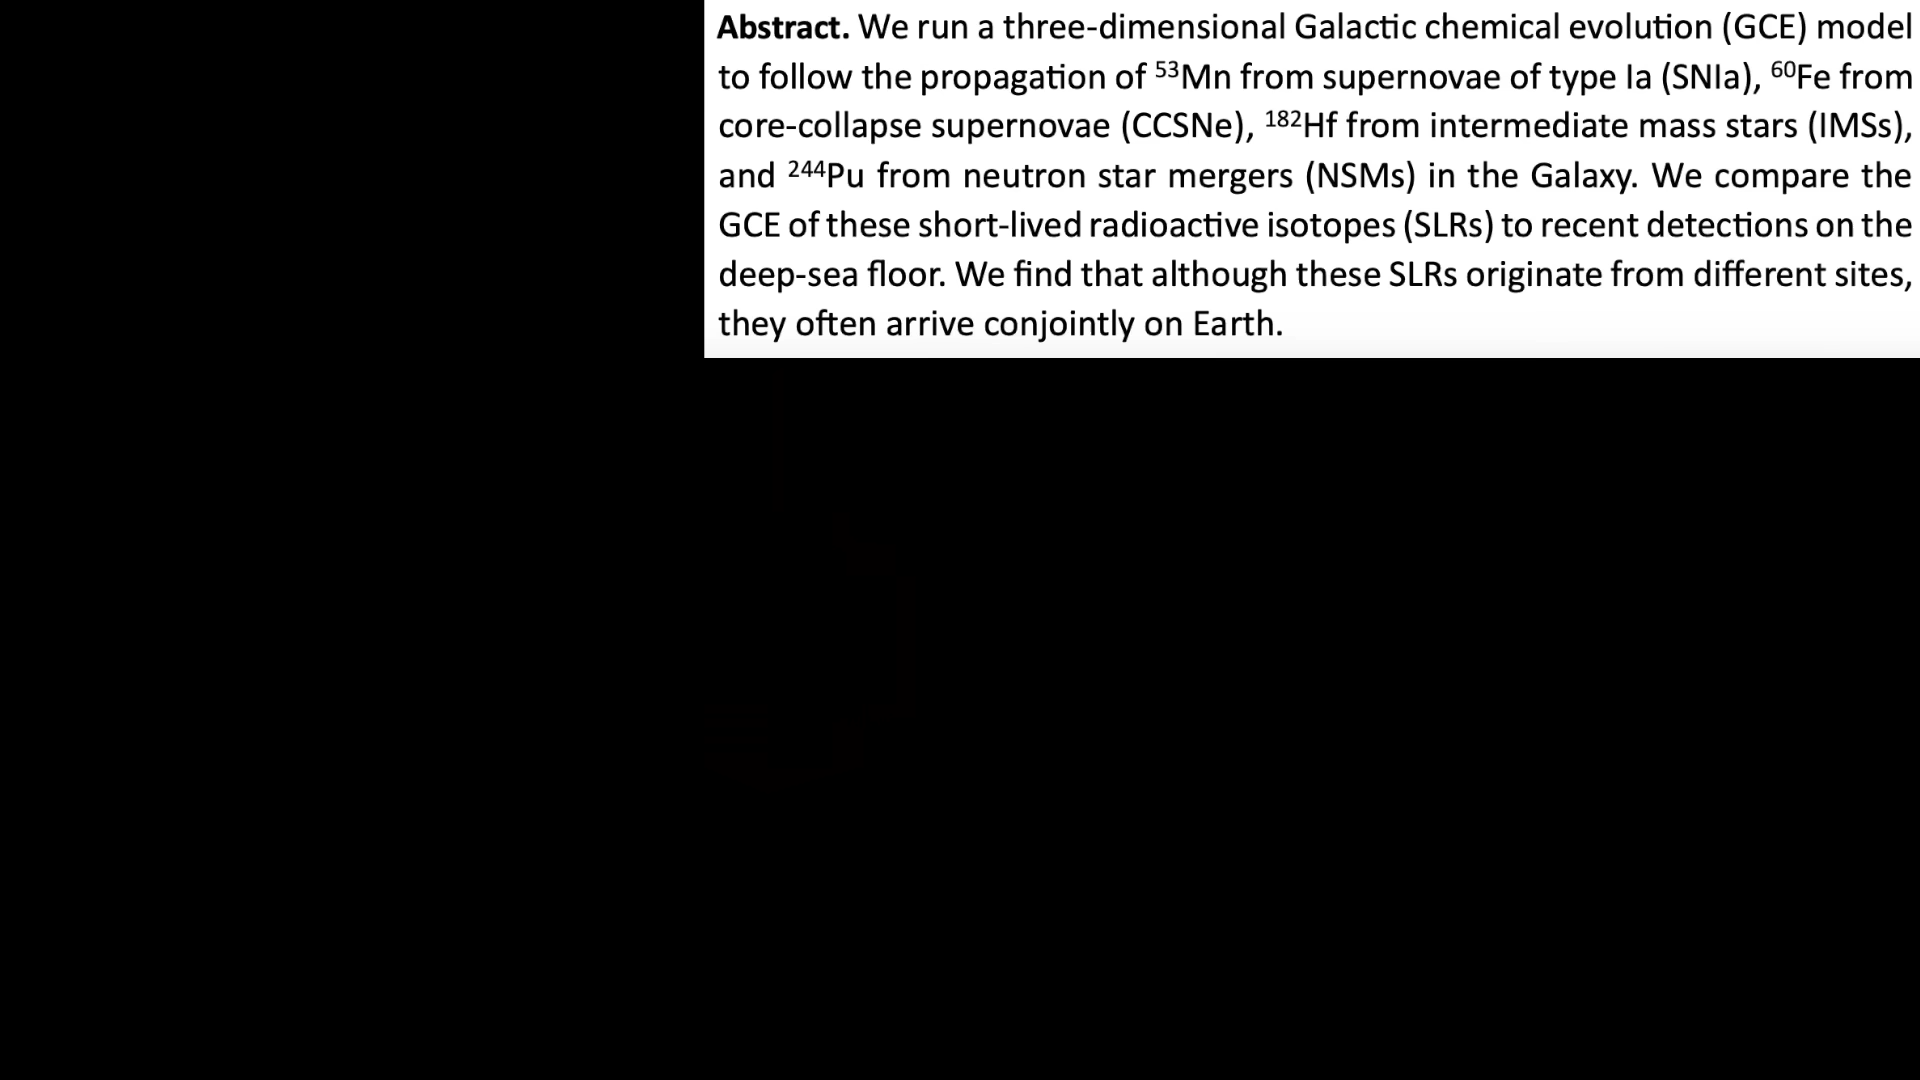 Abstract. We run a three-dimensional Galactic chemical evolution (GCE) model
to follow the propagation of ⁵³Mn from supernovae of type Ia (SNIa), ⁶⁰Fe from
core-collapse supernovae (CCSNe), ¹⁸²Hf from intermediate mass stars (IMSs),
and ²⁴⁴Pu from neutron star mergers (NSMs) in the Galaxy. We compare the
GCE of these short-lived radioactive isotopes (SLRs) to recent detections on the
deep-sea floor. We find that although these SLRs originate from different sites,
they often arrive conjointly on Earth.